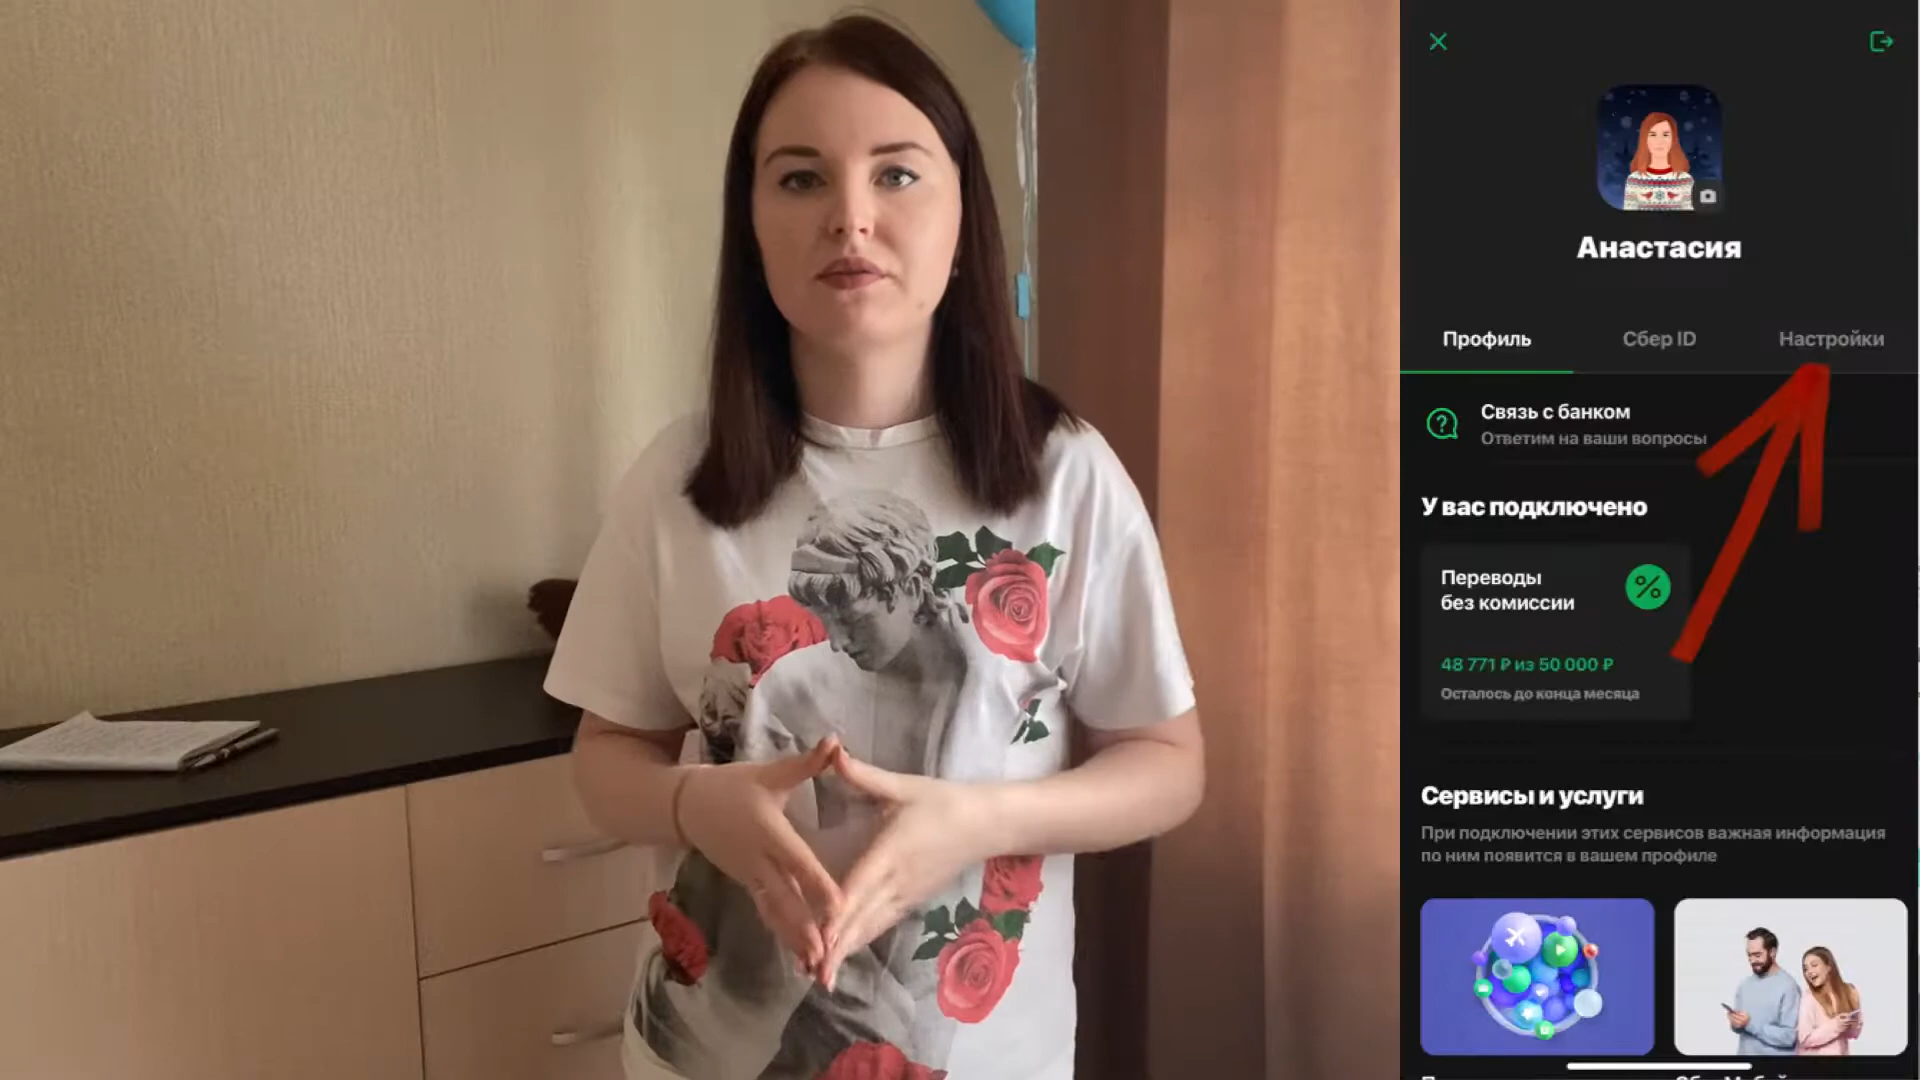 Анастасия
Профиль
Сбер ID
Настройки
Связь с банком
Ответим на ваши вопросы
У вас подключено
Переводы
без комиссии
48 771 ₽ из 50 000 ₽
Осталось до конца месяца
Сервисы и услуги
При подключении этих сервисов важная информация
по ним появится в вашем профиле